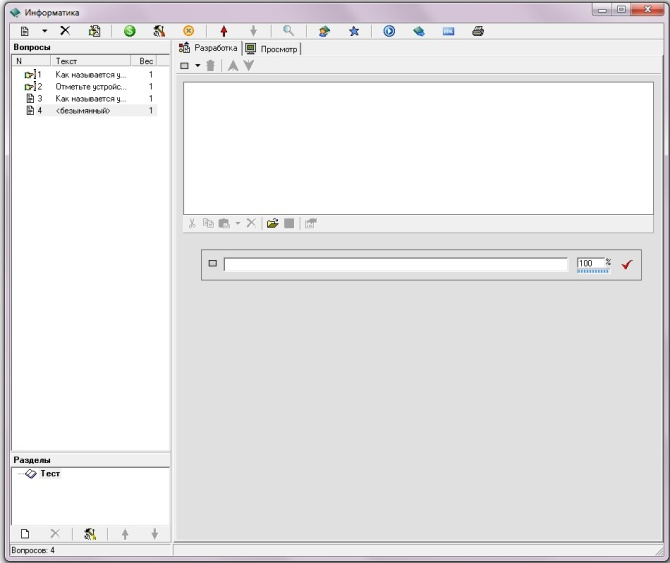 Информатика
Вопросы
N Текст Вес
1 Как называется у... 1
2 Отметьте устройс... 1
3 Как называется у... 1
4 <безымянный> 1
Разделы
Тест
Вопросов: 4
Разработка Просмотр
100 %